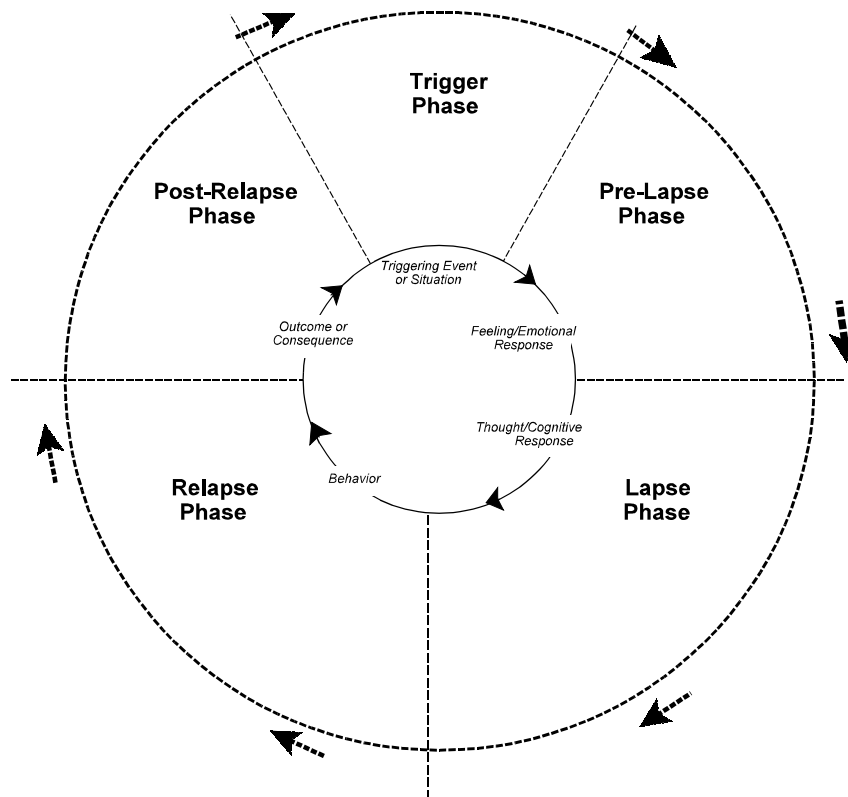 Trigger
Phase
Post-Relapse
Phase
Pre-Lapse
Phase
Triggering Event
or Situation
Outcome or
Consequence
Feeling/Emotional
Response
Thought/Cognitive
Response
Behavior
Relapse
Phase
Lapse
Phase